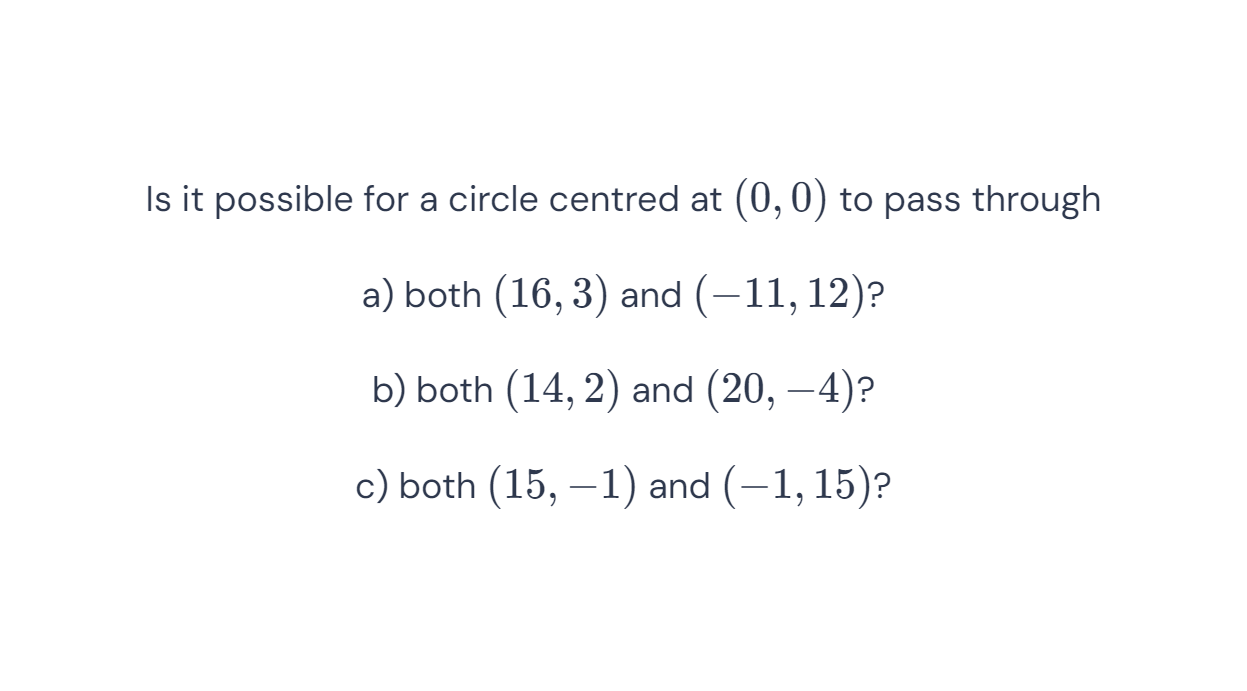 Is it possible for a circle centred at (0, 0) to pass through
a) both (16, 3) and (−11, 12)?
b) both (14, 2) and (20, −4)?
c) both (15, −1) and (−1, 15)?